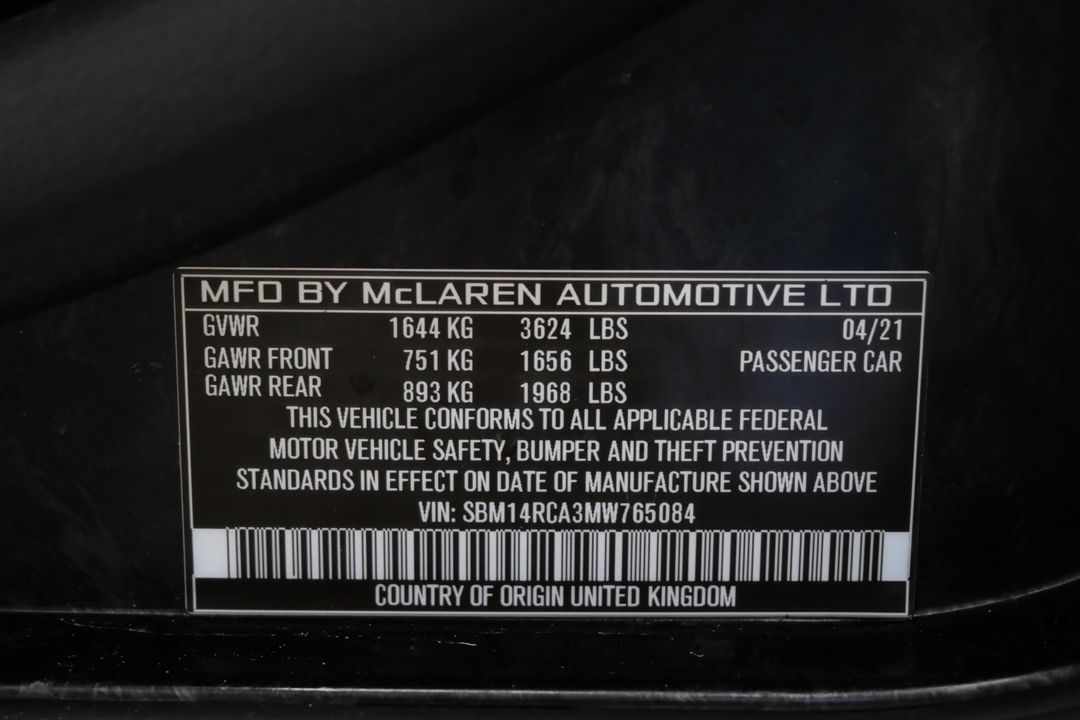 MFD BY McLAREN AUTOMOTIVE LTD
GVWR 1644 KG 3624 LBS 04/21
GAWR FRONT 751 KG 1656 LBS PASSENGER CAR
GAWR REAR 893 KG 1968 LBS
THIS VEHICLE CONFORMS TO ALL APPLICABLE FEDERAL
MOTOR VEHICLE SAFETY, BUMPER AND THEFT PREVENTION
STANDARDS IN EFFECT ON DATE OF MANUFACTURE SHOWN ABOVE
VIN: SBM14RCA3MW765084
COUNTRY OF ORIGIN UNITED KINGDOM